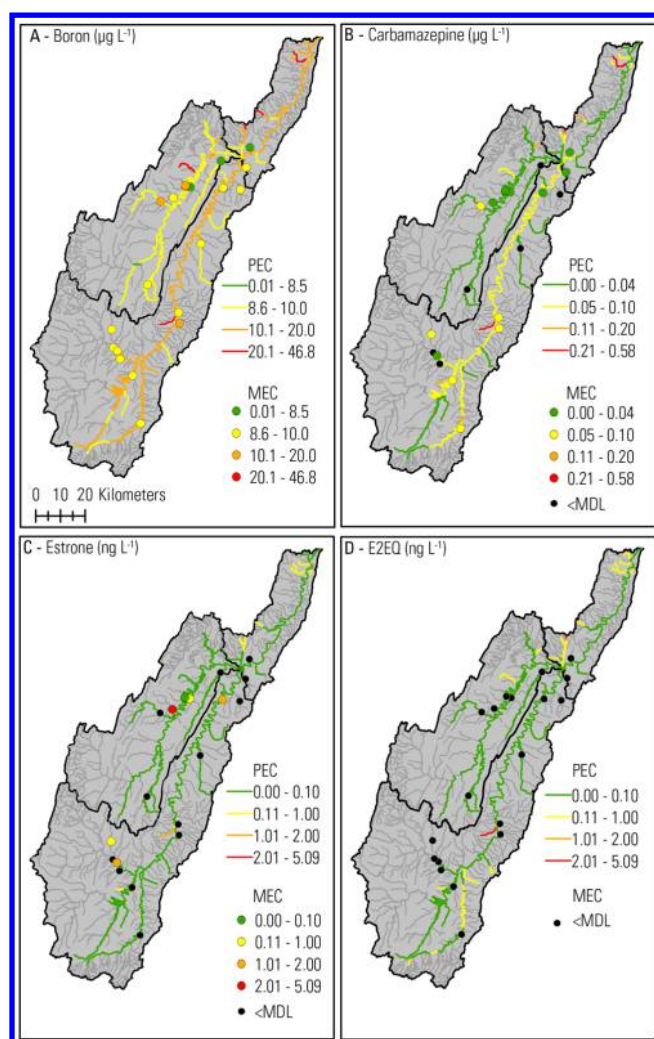 A - Boron (µg L⁻¹)
PEC
0.01 - 8.5
8.6 - 10.0
10.1 - 20.0
20.1 - 46.8
MEC
0.01 - 8.5
8.6 - 10.0
10.1 - 20.0
20.1 - 46.8
0 10 20 Kilometers
B - Carbamazepine (µg L⁻¹)
PEC
0.00 - 0.04
0.05 - 0.10
0.11 - 0.20
0.21 - 0.58
MEC
0.00 - 0.04
0.05 - 0.10
0.11 - 0.20
0.21 - 0.58
<MDL
C - Estrone (ng L⁻¹)
PEC
0.00 - 0.10
0.11 - 1.00
1.01 - 2.00
2.01 - 5.09
MEC
0.00 - 0.10
0.11 - 1.00
1.01 - 2.00
2.01 - 5.09
<MDL
D - E2EQ (ng L⁻¹)
PEC
0.00 - 0.10
0.11 - 1.00
1.01 - 2.00
2.01 - 5.09
MEC
<MDL